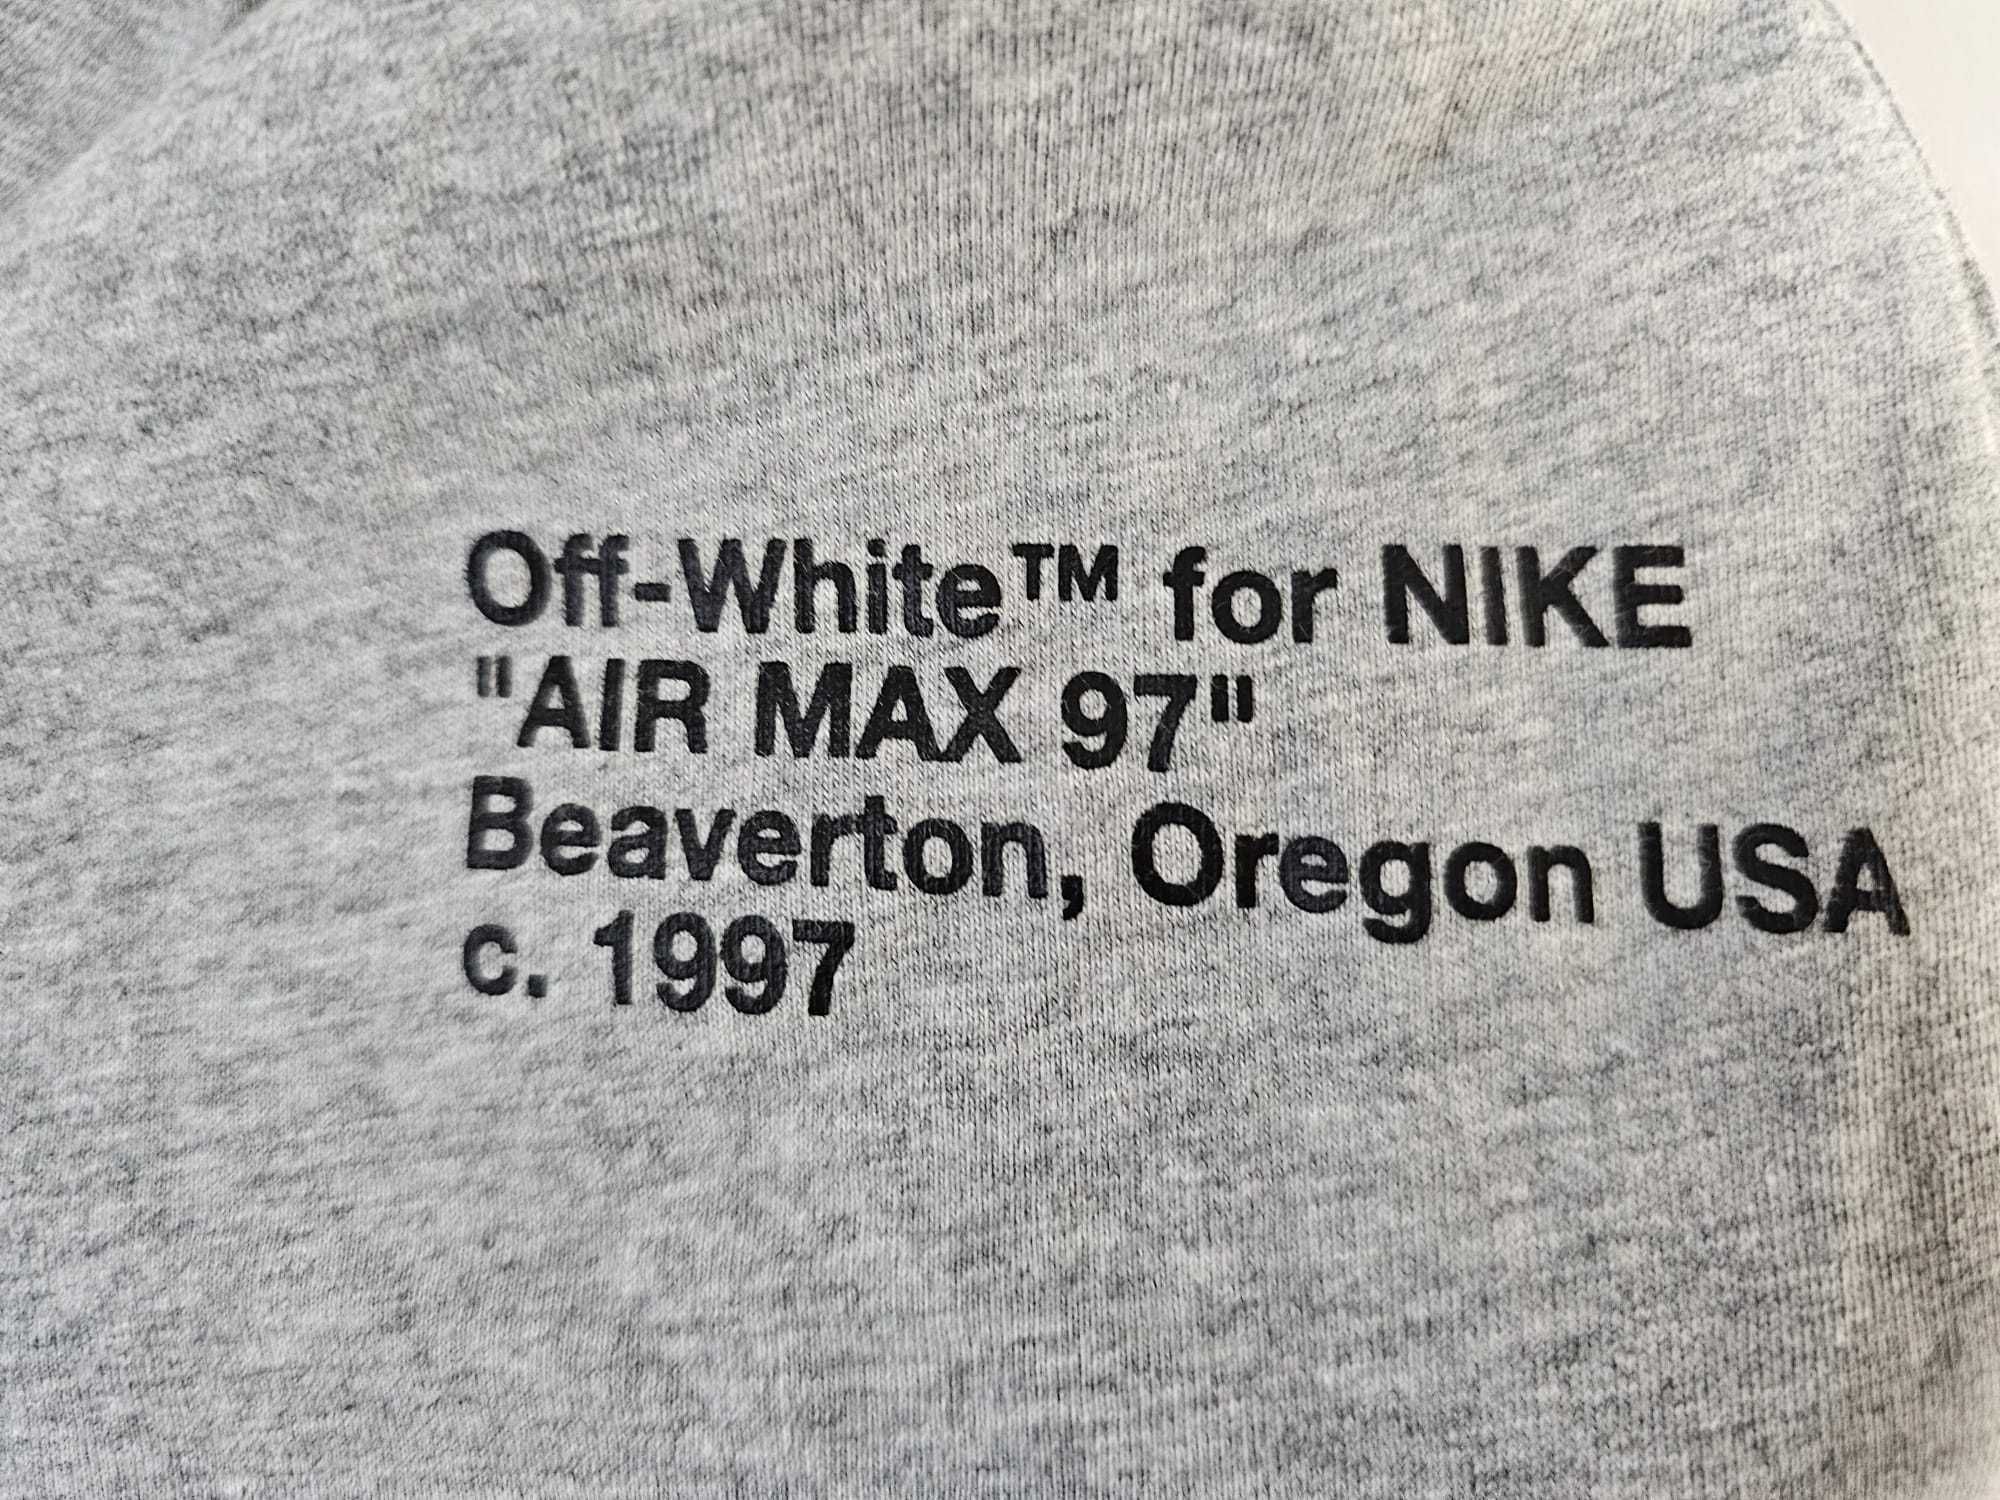 Off-White™ for NIKE
"AIR MAX 97"
Beaverton, Oregon USA
c. 1997